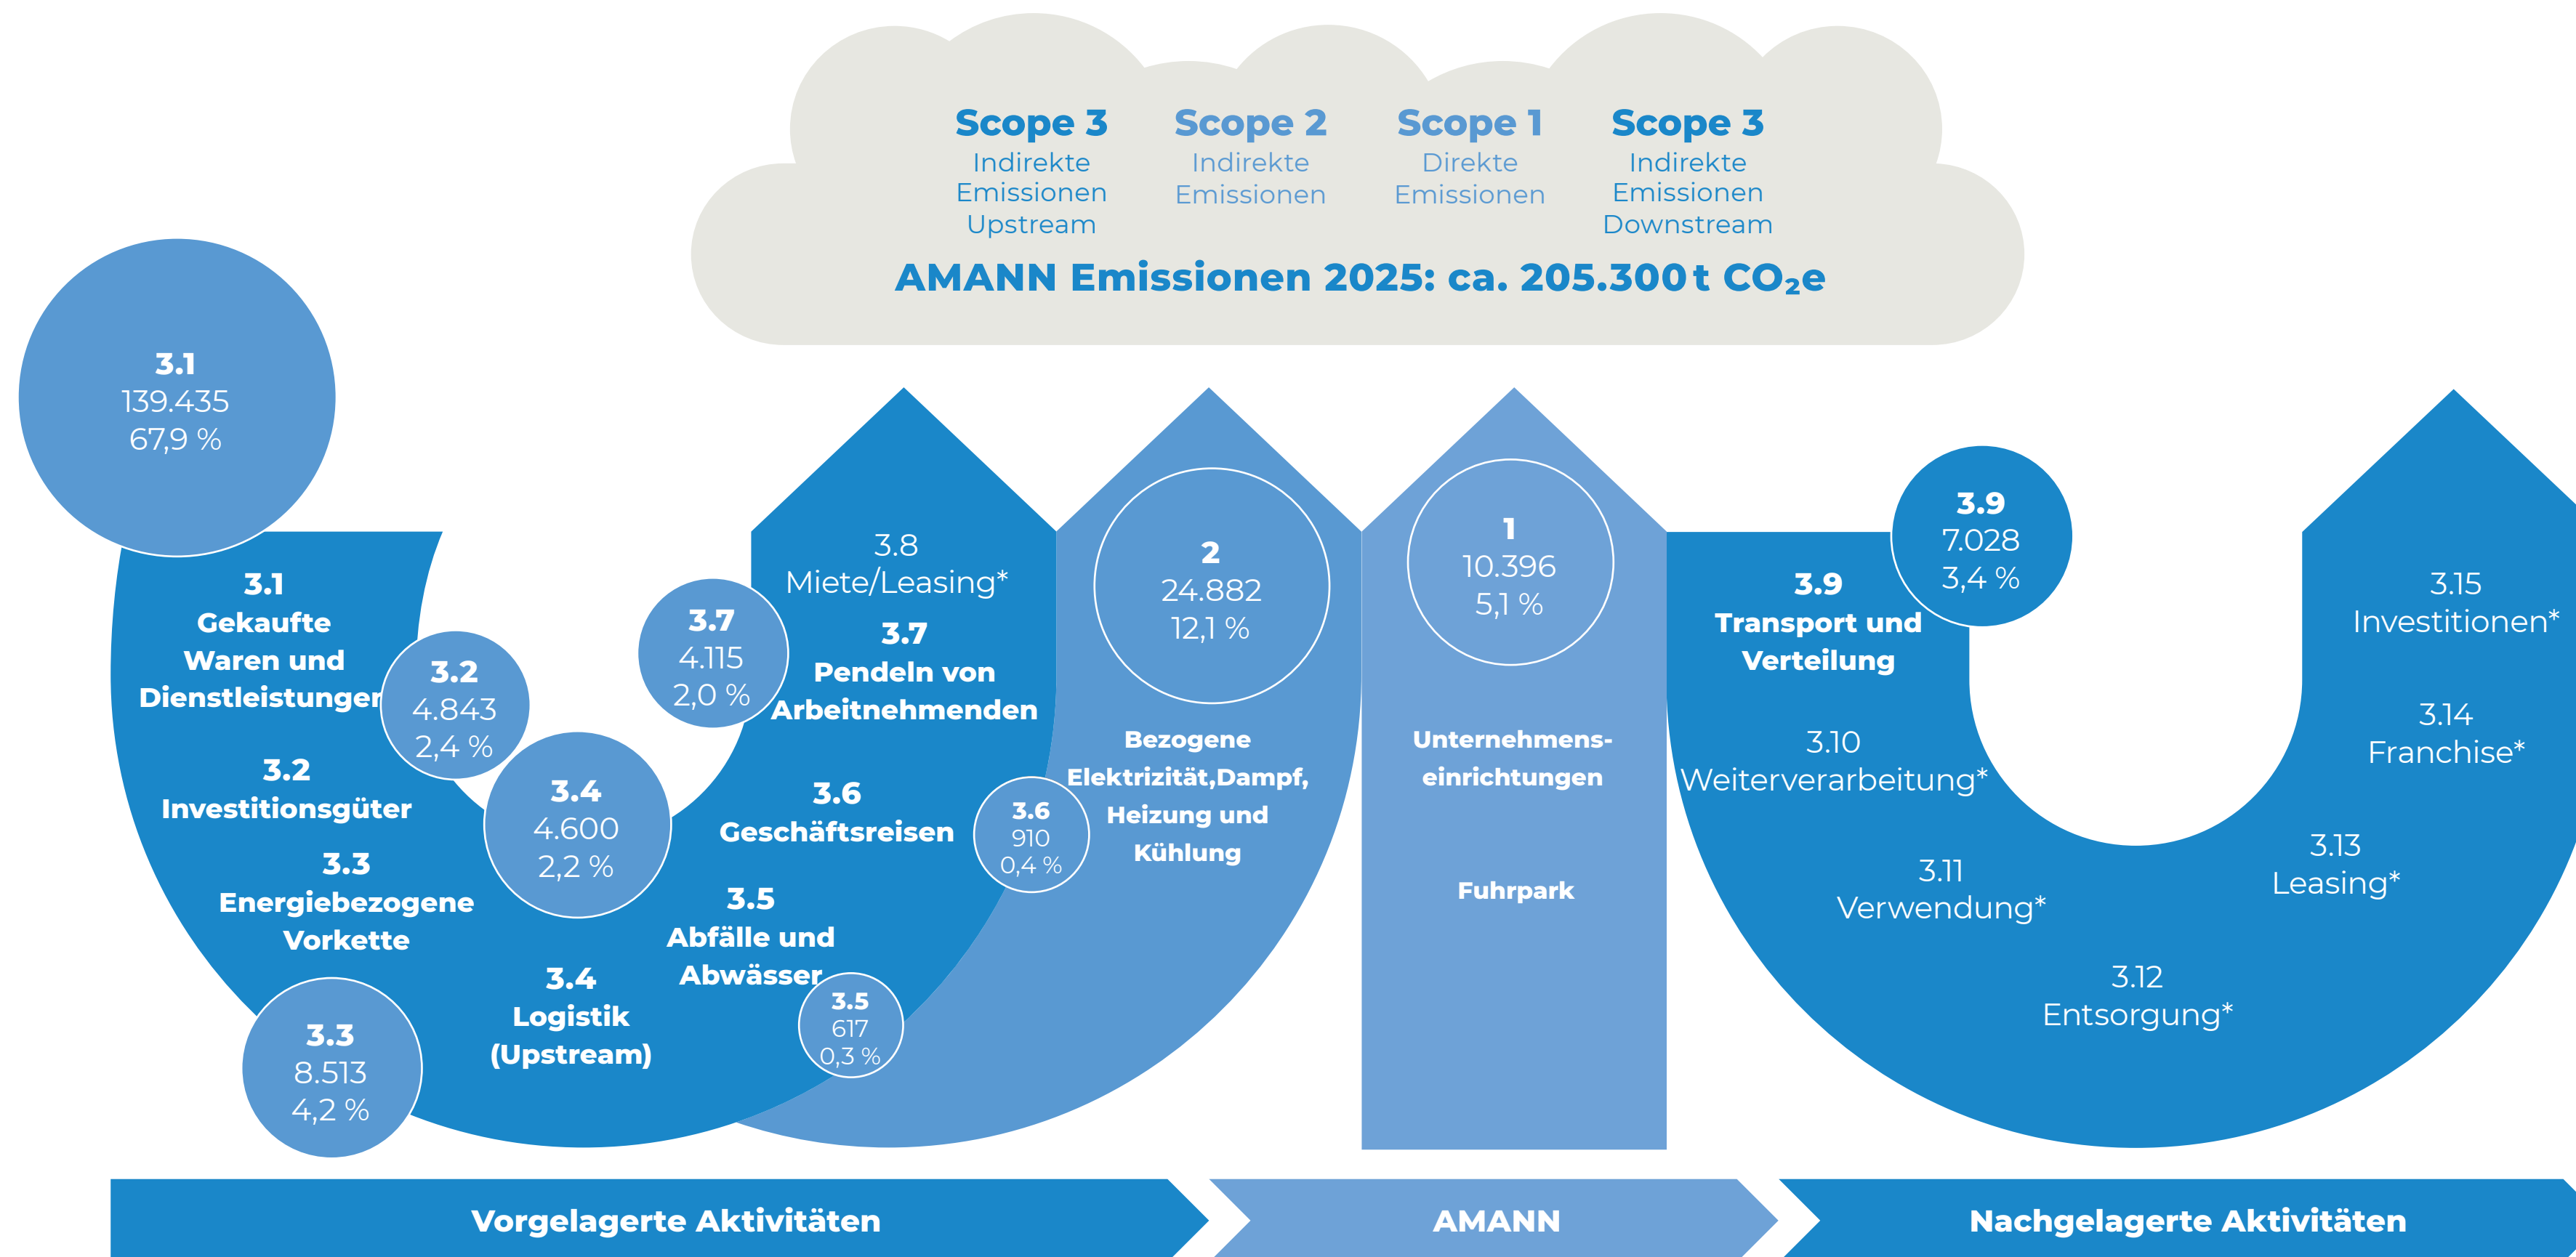 Scope 3
Indirekte
Emissionen
Upstream
Scope 2
Indirekte
Emissionen
Scope 1
Direkte
Emissionen
Scope 3
Indirekte
Emissionen
Downstream
AMANN Emissionen 2025: ca. 205.300 t CO₂e
3.1
139.435
67,9 %
3.1
Gekaufte
Waren und
Dienstleistungen
3.2
4.843
2,4 %
3.2
Investitionsgüter
3.3
Energiebezogene
Vorkette
3.3
8.513
4,2 %
3.4
4.600
2,2 %
3.4
Logistik
(Upstream)
3.5
Abfälle und
Abwässer
3.5
617
0,3 %
3.6
Geschäftsreisen
3.6
910
0,4 %
3.7
4.115
2,0 %
3.8
Miete/Leasing*
3.7
Pendeln von
Arbeitnehmenden
2
24.882
12,1 %
Bezogene
Elektrizität,Dampf,
Heizung und
Kühlung
1
10.396
5,1 %
Unternehmens-
einrichtungen
Fuhrpark
3.9
7.028
3,4 %
3.9
Transport und
Verteilung
3.10
Weiterverarbeitung*
3.11
Verwendung*
3.12
Entsorgung*
3.13
Leasing*
3.14
Franchise*
3.15
Investitionen*
Vorgelagerte Aktivitäten
AMANN
Nachgelagerte Aktivitäten